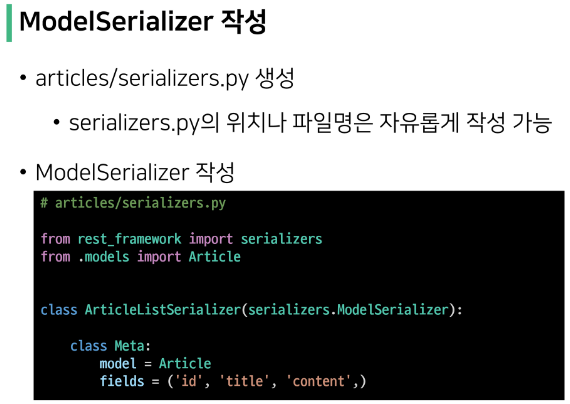 ModelSerializer 작성
• articles/serializers.py 생성
• serializers.py의 위치나 파일명은 자유롭게 작성 가능
• ModelSerializer 작성
# articles/serializers.py
from rest_framework import serializers
from .models import Article
class ArticleListSerializer(serializers.ModelSerializer):
    class Meta:
        model = Article
        fields = ('id', 'title', 'content',)